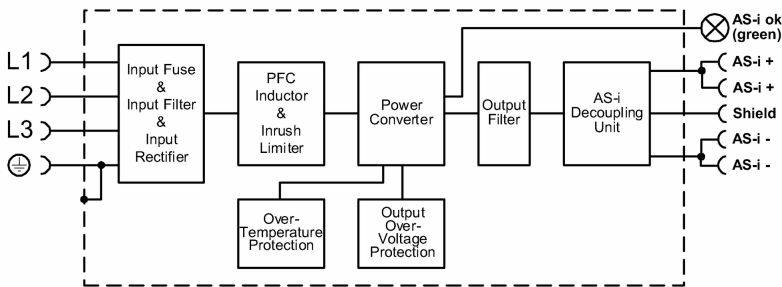 L1
L2
L3
Input Fuse
&
Input Filter
&
Input
Rectifier
PFC
Inductor
&
Inrush
Limiter
Power
Converter
Output
Filter
AS-i
Decoupling
Unit
AS-i ok
(green)
AS-i +
AS-i +
Shield
AS-i -
AS-i -
Over-
Temperature
Protection
Output
Over-
Voltage
Protection